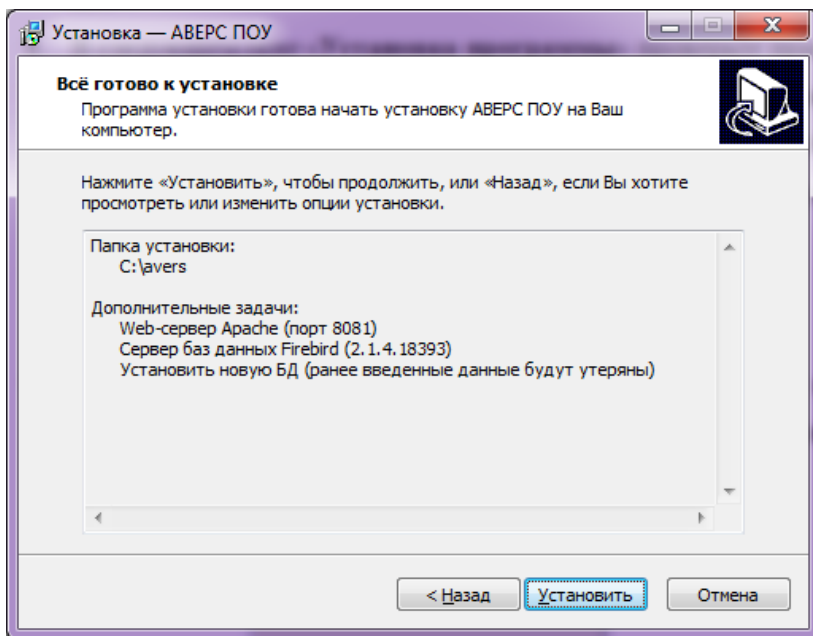 Установка — АВЕРС ПОУ
Всё готово к установке
Программа установки готова начать установку АВЕРС ПОУ на Ваш
компьютер.
Нажмите «Установить», чтобы продолжить, или «Назад», если Вы хотите
просмотреть или изменить опции установки.
Папка установки:
C:\avers
Дополнительные задачи:
Web-сервер Apache (порт 8081)
Сервер баз данных Firebird (2.1.4.18393)
Установить новую БД (ранее введенные данные будут утеряны)
< Назад
Установить
Отмена